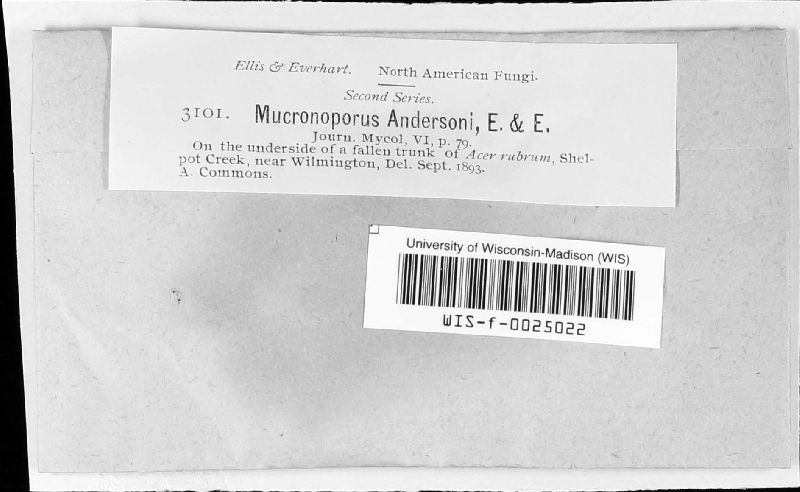 Ellis & Everhart. North American Fungi.
Second Series.
3101. Mucronoporus Andersoni, E. & E.
Journ. Mycol, VI, p. 79.
On the underside of a fallen trunk of Acer rubrum, Shel-
pot Creek, near Wilmington, Del. Sept. 1893.
A. Commons.
University of Wisconsin-Madison (WIS)
WIS-f-0025022